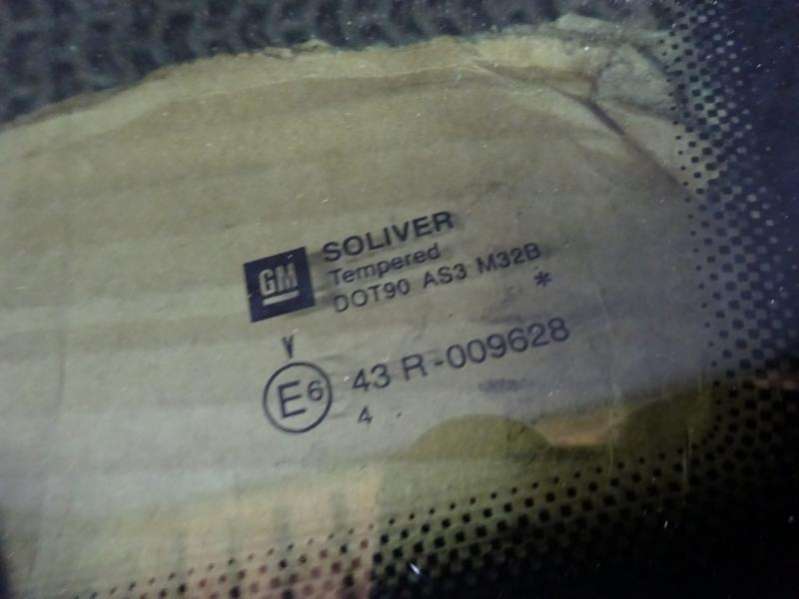 GM
SOLIVER
Tempered
DOT90 AS3 M32B
*
V
E6
43 R-009628
4 .